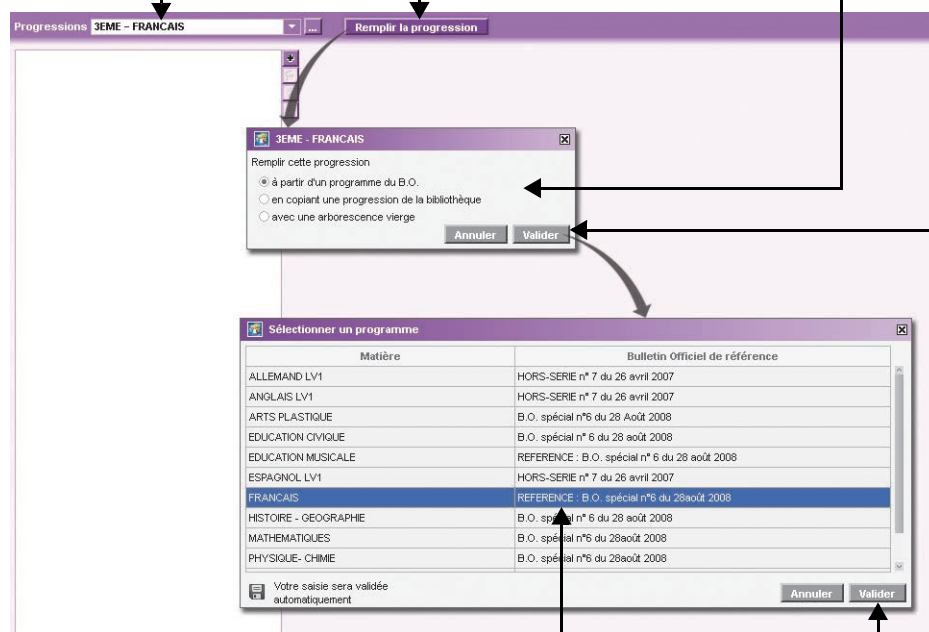 Progressions 3EME - FRANCAIS ... Remplir la progression
3EME - FRANCAIS
Remplir cette progression
à partir d'un programme du B.O.
en copiant une progression de la bibliothèque
avec une arborescence vierge
Annuler Valider
Sélectionner un programme
Matière Bulletin Officiel de référence
ALLEMAND LV1 HORS-SERIE n° 7 du 26 avril 2007
ANGLAIS LV1 HORS-SERIE n° 7 du 26 avril 2007
ARTS PLASTIQUE B.O. spécial n°6 du 28 Août 2008
EDUCATION CIVIQUE B.O. spécial n° 6 du 28 août 2008
EDUCATION MUSICALE REFERENCE : B.O. spécial n° 6 du 28 août 2008
ESPAGNOL LV1 HORS-SERIE n° 7 du 26 avril 2007
FRANCAIS REFERENCE : B.O. spécial n°6 du 28août 2008
HISTOIRE - GEOGRAPHIE B.O. spécial n° 6 du 28 août 2008
MATHEMATIQUES B.O. spécial n°6 du 28août 2008
PHYSIQUE- CHIMIE B.O. spécial n°6 du 28août 2008
Votre saisie sera validée
automatiquement
Annuler Valider